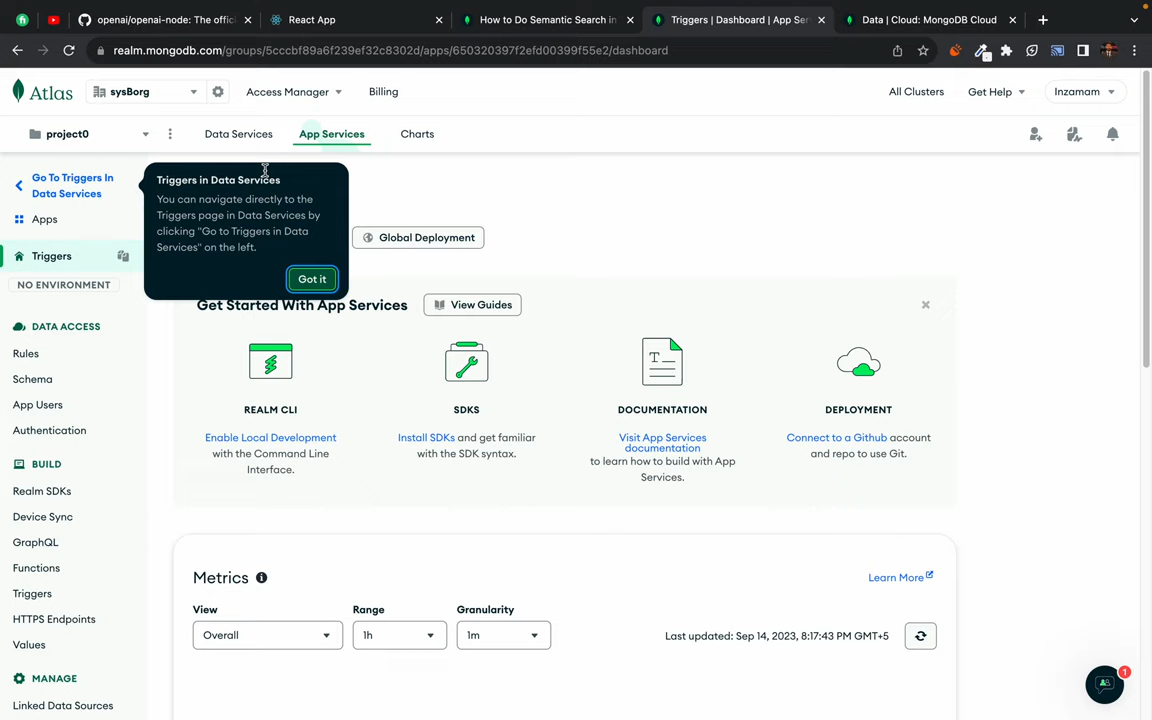 openai/openai-node: The offici
React App
How to Do Semantic Search in
Triggers | Dashboard | App Ser
Data | Cloud: MongoDB Cloud
realm.mongodb.com/groups/5cccbf89a6f239ef32c8302d/apps/650320397f2efd00399f55e2/dashboard
Atlas
sysBorg
Access Manager
Billing
All Clusters
Get Help
Inzamam
project0
Data Services
App Services
Charts
Go To Triggers In
Data Services
Apps
Triggers
NO ENVIRONMENT
DATA ACCESS
Rules
Schema
App Users
Authentication
BUILD
Realm SDKs
Device Sync
GraphQL
Functions
Triggers
HTTPS Endpoints
Values
MANAGE
Linked Data Sources
Triggers in Data Services
You can navigate directly to the
Triggers page in Data Services by
clicking "Go to Triggers in Data
Services" on the left.
Got it
Global Deployment
Get Started With App Services
View Guides
REALM CLI
Enable Local Development
with the Command Line
Interface.
SDKS
Install SDKs and get familiar
with the SDK syntax.
DOCUMENTATION
Visit App Services
documentation
to learn how to build with App
Services.
DEPLOYMENT
Connect to a Github account
and repo to use Git.
Metrics
Learn More
View
Range
Granularity
Overall
1h
1m
Last updated: Sep 14, 2023, 8:17:43 PM GMT+5
1